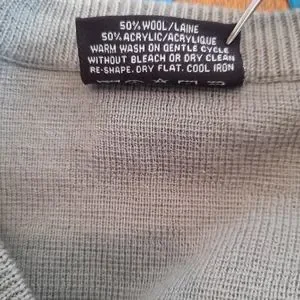 50% WOOL/LAINE
50% ACRYLIC/ACRYLIQUE
WARM WASH ON GENTLE CYCLE
WITHOUT BLEACH OR DRY CLEAN
RE-SHAPE. DRY FLAT. COOL IRON